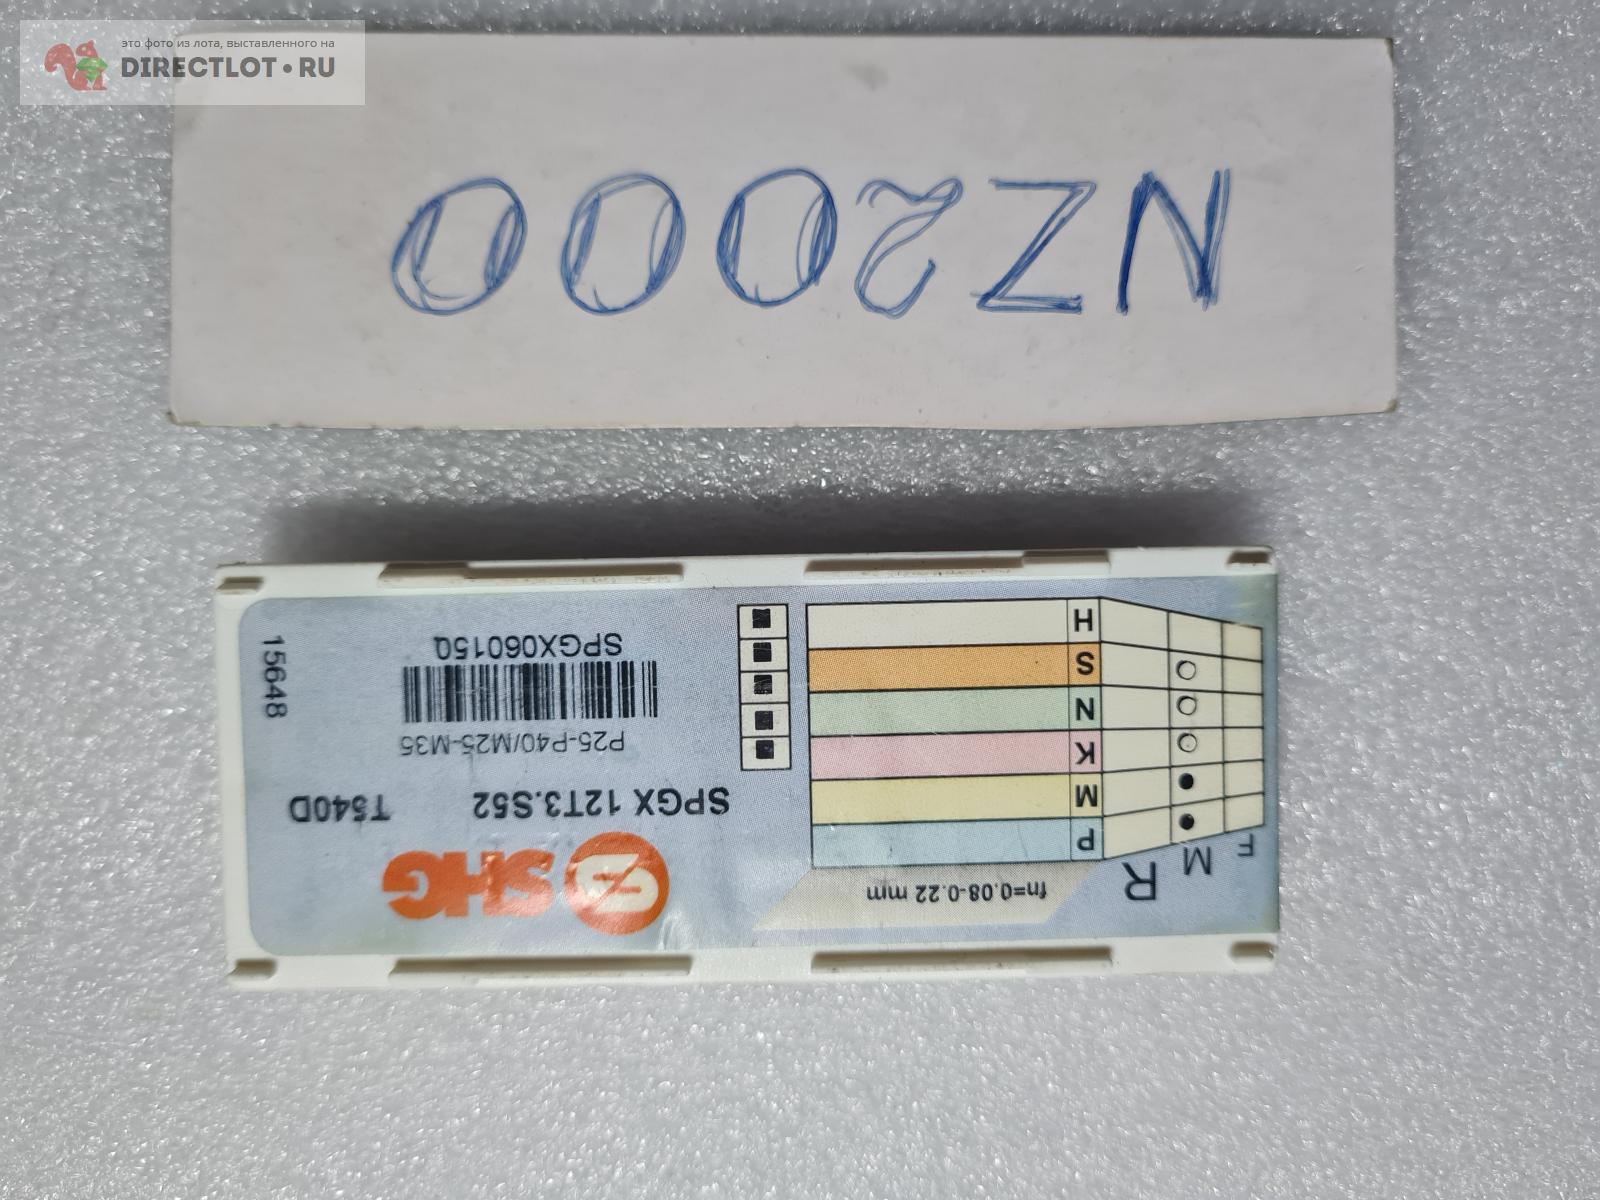 это фото из лота, выставленного на
DIRECTLOT•RU
NZ2000
R M F
fn=0.08-0.22 mm
P
M
K
N
S
H
SHG
SPGX 12T3.S52 T540D
P25-P40/M25-M35
SPGX06015Q
15648